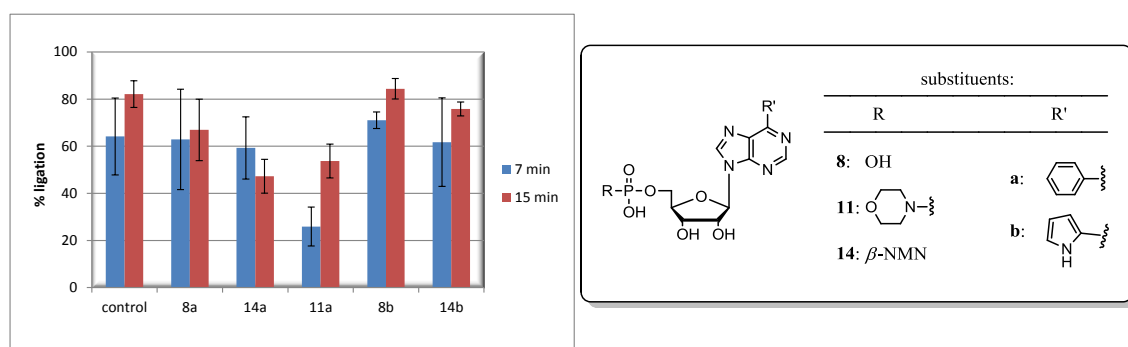 100
80
60
40
20
0
% ligation
control 8a 14a 11a 8b 14b
7 min
15 min
R'
N
N
N
N
O
R-P-O
OH
O
OH OH
substituents:
R R'
8: OH
a:
11: O N
b:
N
H
14: β-NMN